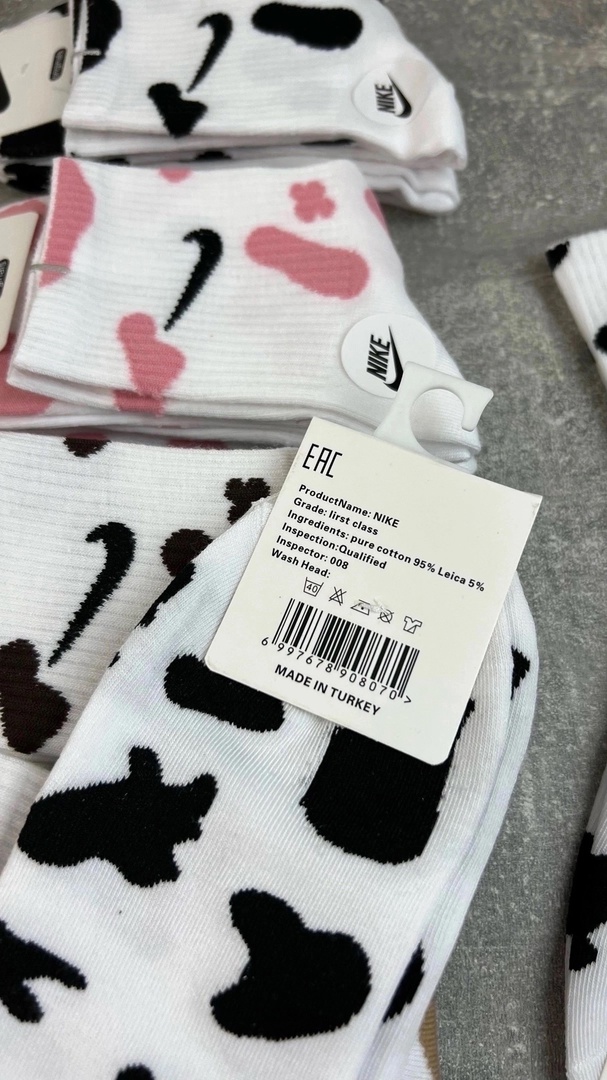 NIKE
NIKE
EAC
ProductName: NIKE
Grade: lirst class
Ingredients: pure cotton 95% Leica 5%
Inspection:Qualified
Inspector: 008
Wash Head:
40
6 997678 908070 >
MADE IN TURKEY